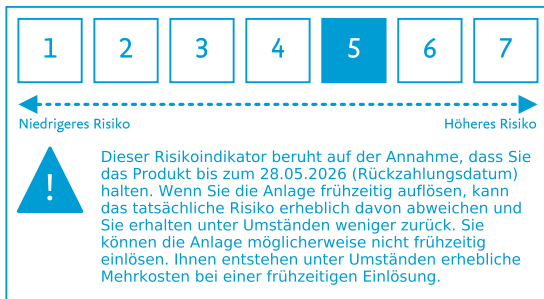 1 2 3 4 5 6 7
Niedrigeres Risiko Höheres Risiko
!
Dieser Risikoindikator beruht auf der Annahme, dass Sie
das Produkt bis zum 28.05.2026 (Rückzahlungsdatum)
halten. Wenn Sie die Anlage frühzeitig auflösen, kann
das tatsächliche Risiko erheblich davon abweichen und
Sie erhalten unter Umständen weniger zurück. Sie
können die Anlage möglicherweise nicht frühzeitig
einlösen. Ihnen entstehen unter Umständen erhebliche
Mehrkosten bei einer frühzeitigen Einlösung.